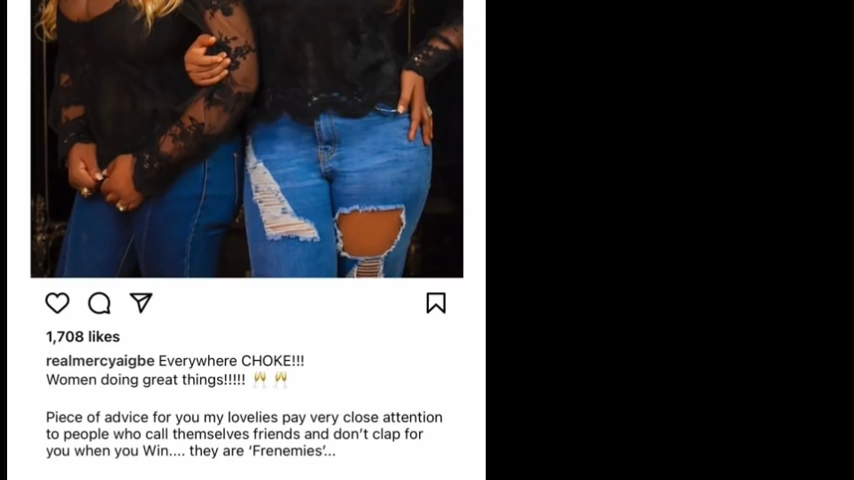 1,708 likes
realmercyaigbe Everywhere CHOKE!!!
Women doing great things!!!!! 🥂 🥂
Piece of advice for you my lovelies pay very close attention
to people who call themselves friends and don’t clap for
you when you Win.... they are ‘Frenemies’...